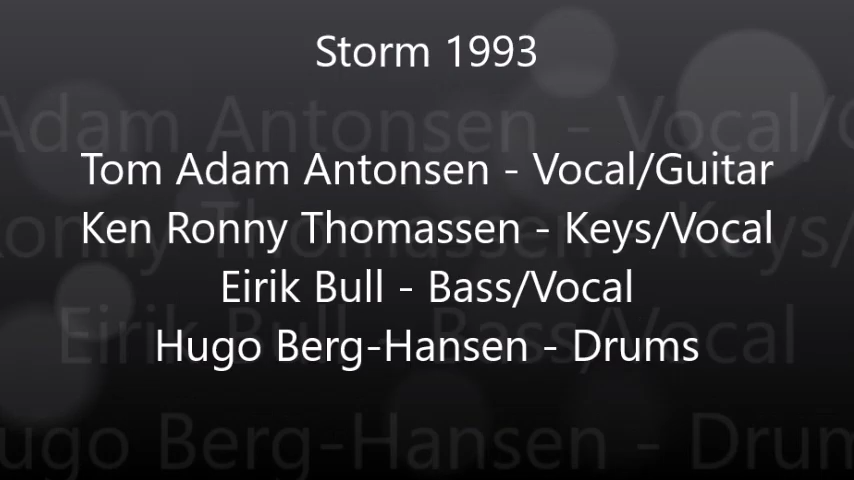 Storm 1993
Tom Adam Antonsen - Vocal/Guitar
Ken Ronny Thomassen - Keys/Vocal
Eirik Bull - Bass/Vocal
Hugo Berg-Hansen - Drums